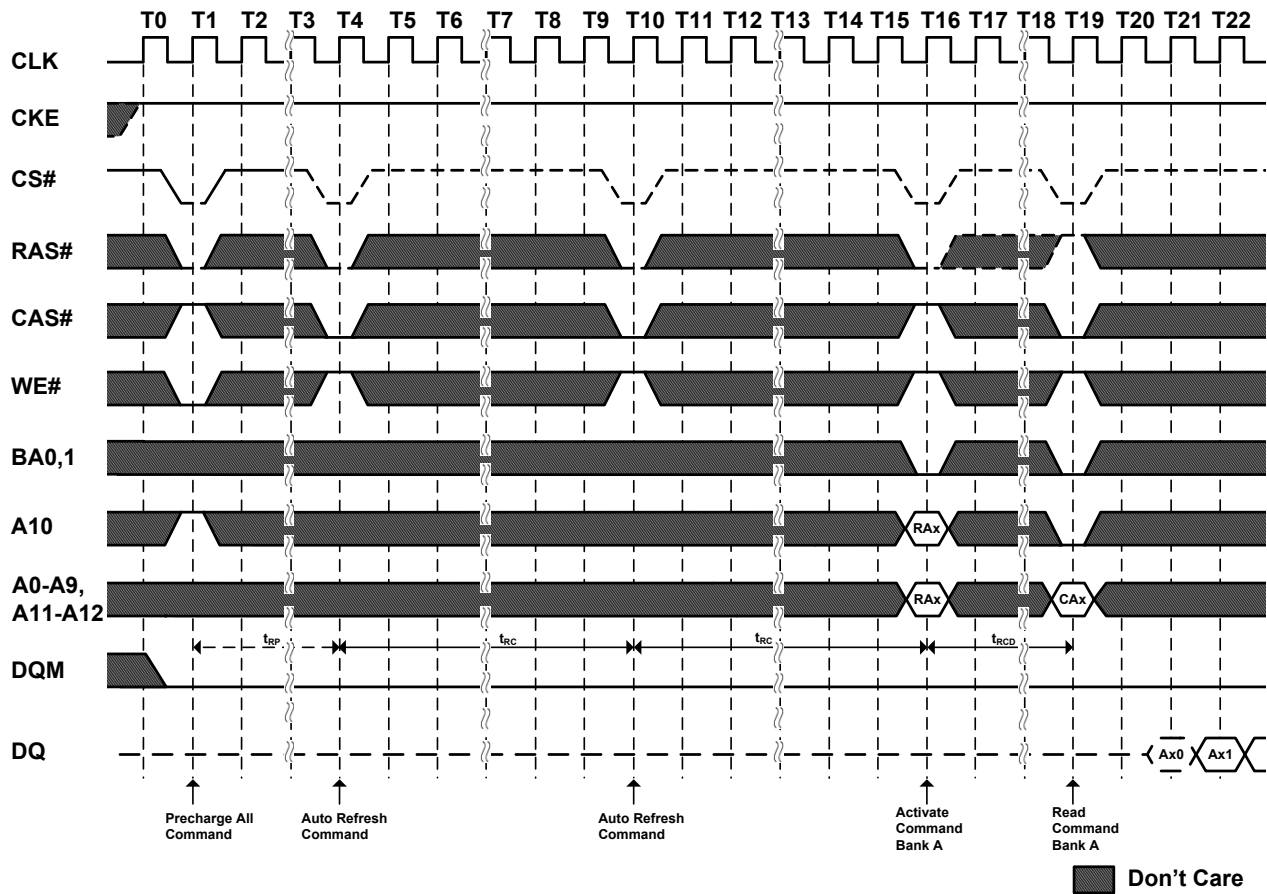 T0 T1 T2 T3 T4 T5 T6 T7 T8 T9 T10 T11 T12 T13 T14 T15 T16 T17 T18 T19 T20 T21 T22
CLK
CKE
CS#
RAS#
CAS#
WE#
BA0,1
A10
RAx
A0-A9,
A11-A12
RAx CAx
tRP tRC tRC tRCD
DQM
DQ
Ax0 Ax1
Precharge All
Command
Auto Refresh
Command
Auto Refresh
Command
Activate
Command
Bank A
Read
Command
Bank A
Don't Care